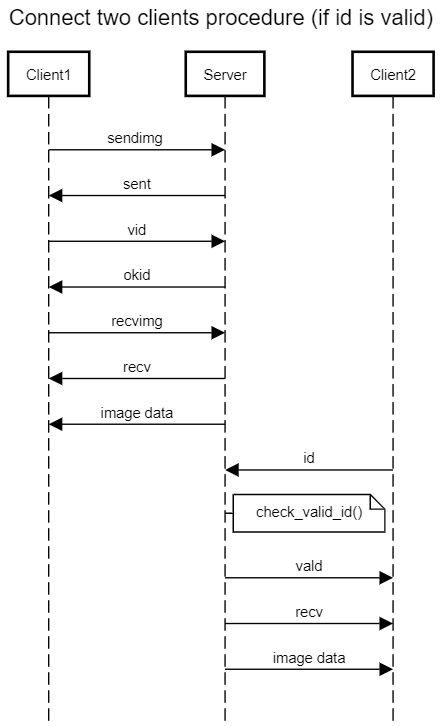 Connect two clients procedure (if id is valid)
Client1 Server Client2
sendimg
sent
vid
okid
recvimg
recv
image data
id
check_valid_id()
vald
recv
image data